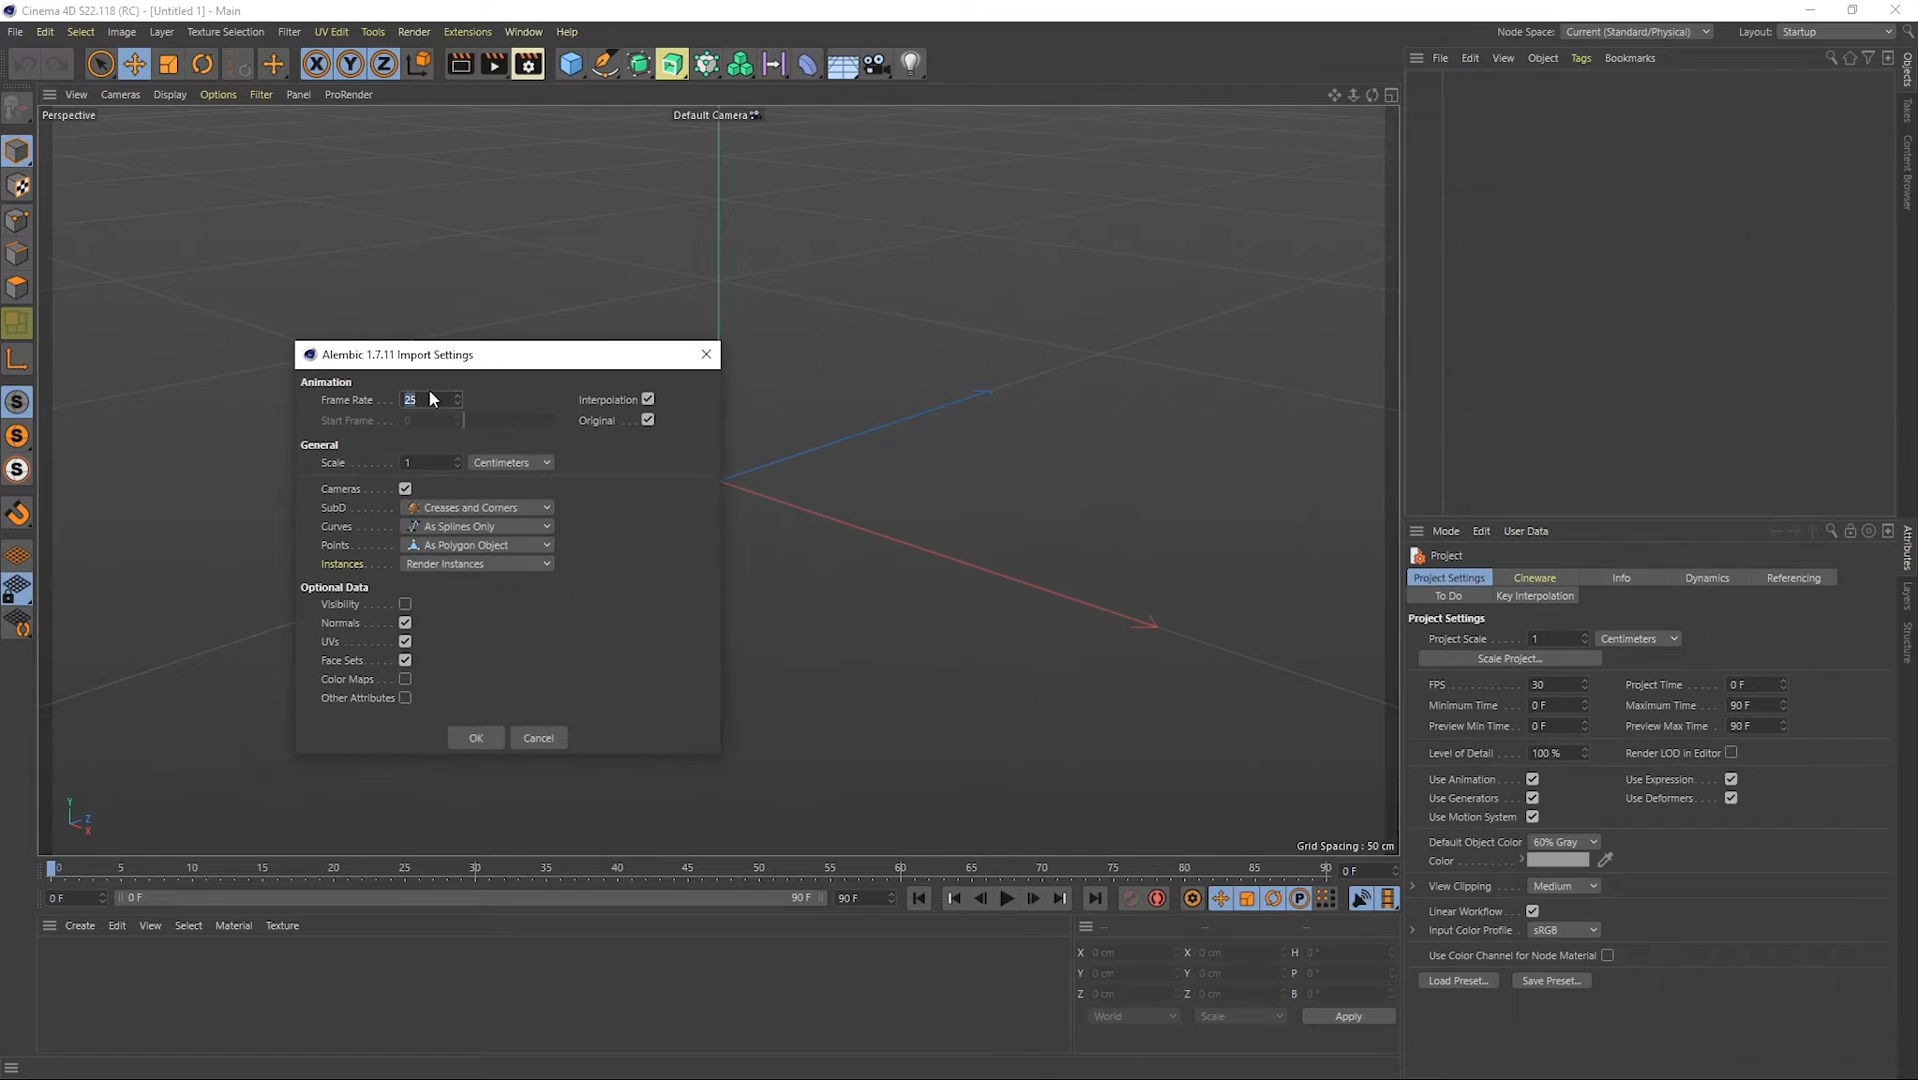 Cinema 4D S22.118 (RC) - [Untitled 1] - Main
File Edit Select Image Layer Texture Selection Filter UV Edit Tools Render Extensions Window Help
Node Space: Current (Standard/Physical) Layout: Startup
File Edit View Object Tags Bookmarks
View Cameras Display Options Filter Panel ProRender
Perspective
Default Camera
Objects
Takes
Content Browser
Alembic 1.7.11 Import Settings
Animation
Frame Rate . . . 25 Interpolation
Start Frame . . . 0 Original . . . .
General
Scale . . . . . . . 1 Centimeters
Cameras . . . . .
SubD . . . . . . . Creases and Corners
Curves . . . . . . As Splines Only
Points . . . . . . . As Polygon Object
Instances . . . . . Render Instances
Optional Data
Visibility . . . . .
Normals . . . . .
UVs . . . . . . . .
Face Sets . . . . .
Color Maps . . .
Other Attributes
OK Cancel
Y
Z
X
Grid Spacing : 50 cm
Mode Edit User Data
Project
Project Settings Cineware Info Dynamics Referencing
To Do Key Interpolation
Project Settings
Project Scale . . . . 1 Centimeters
Scale Project...
FPS . . . . . . . . . . . 30 Project Time . . . . . 0 F
Minimum Time . . 0 F Maximum Time . . . 90 F
Preview Min Time . . 0 F Preview Max Time . 90 F
Level of Detail . . . 100 % Render LOD in Editor
Use Animation . . . . Use Expression . . . .
Use Generators . . . Use Deformers . . . .
Use Motion System
Default Object Color 60% Gray
Color . . . . . . . .
View Clipping . . . Medium
Linear Workflow . .
Input Color Profile . sRGB
Use Color Channel for Node Material
Load Preset... Save Preset...
Attributes
Layers
Structure
0 5 10 15 20 25 30 35 40 45 50 55 60 65 70 75 80 85 90 0 F
0 F 0 F 90 F 90 F
Create Edit View Select Material Texture
-- -- --
X 0 cm X 0 cm H 0 °
Y 0 cm Y 0 cm P 0 °
Z 0 cm Z 0 cm B 0 °
World Scale Apply